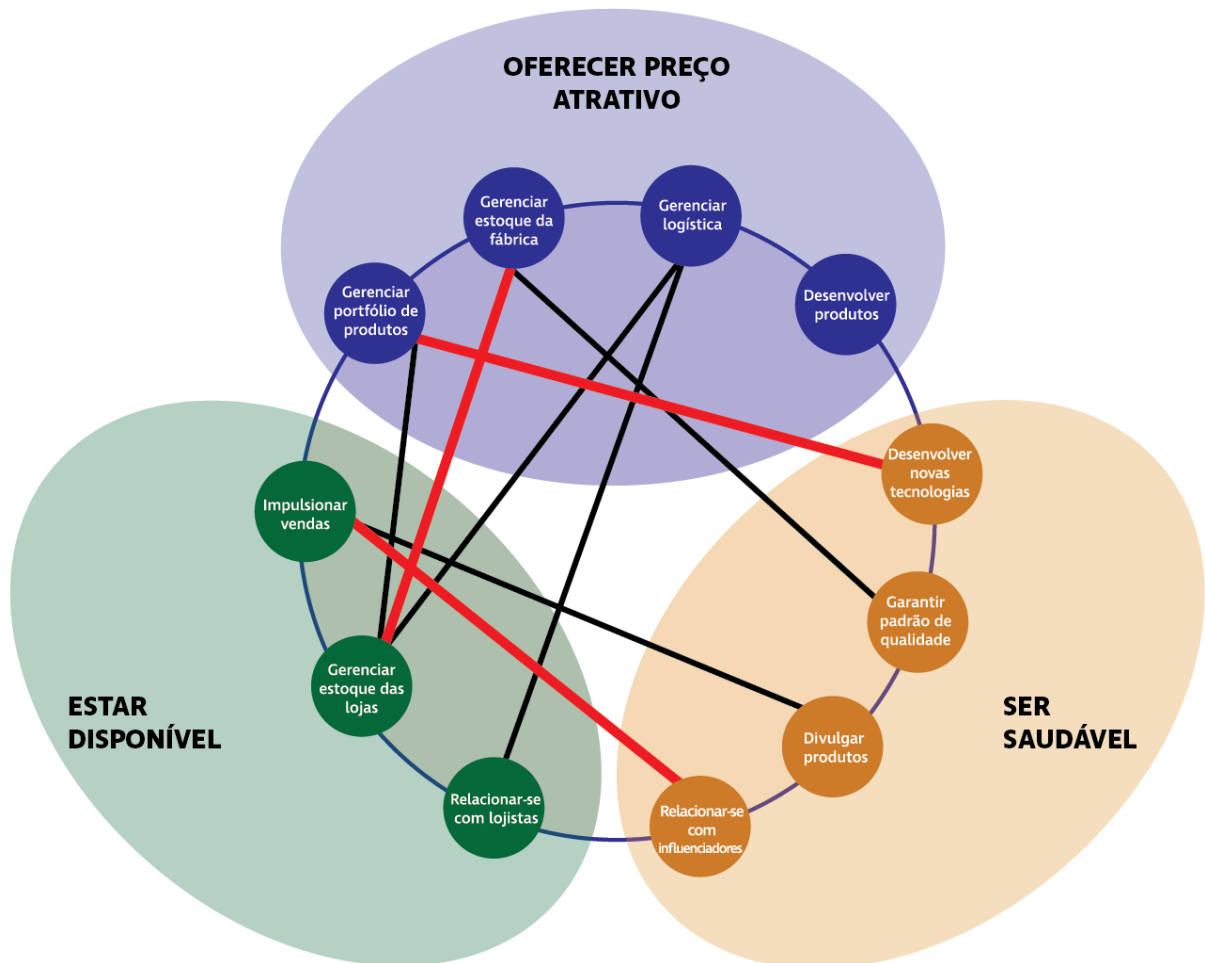 OFERECER PREÇO
ATRATIVO
Gerenciar
estoque da
fábrica
Gerenciar
logística
Gerenciar
portfólio de
produtos
Desenvolver
produtos
Desenvolver
novas
tecnologias
Impulsionar
vendas
Garantir
padrão de
qualidade
Gerenciar
estoque das
lojas
ESTAR
DISPONÍVEL
SER
SAUDÁVEL
Divulgar
produtos
Relacionar-se
com lojistas
Relacionar-se
com
influenciadores